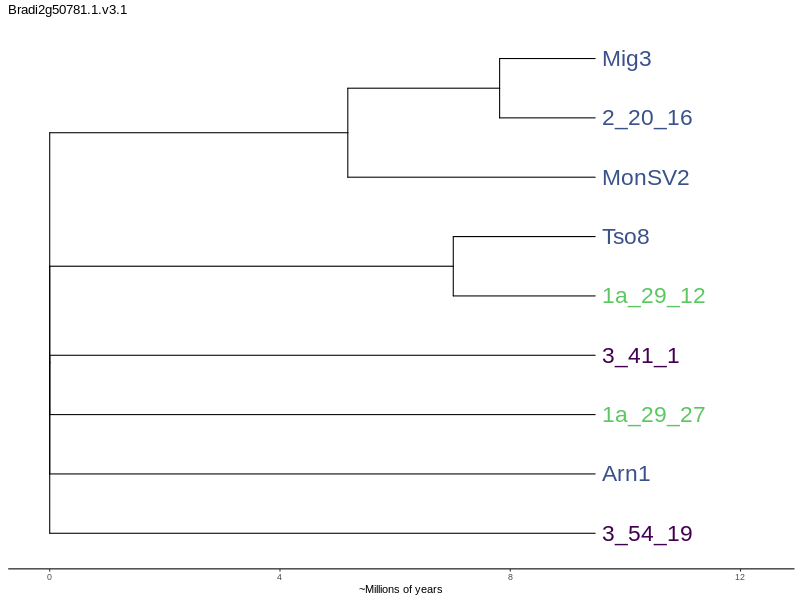 Bradi2g50781.1.v3.1
Mig3
2_20_16
MonSV2
Tso8
1a_29_12
3_41_1
1a_29_27
Arn1
3_54_19
0 4 8 12
~Millions of years